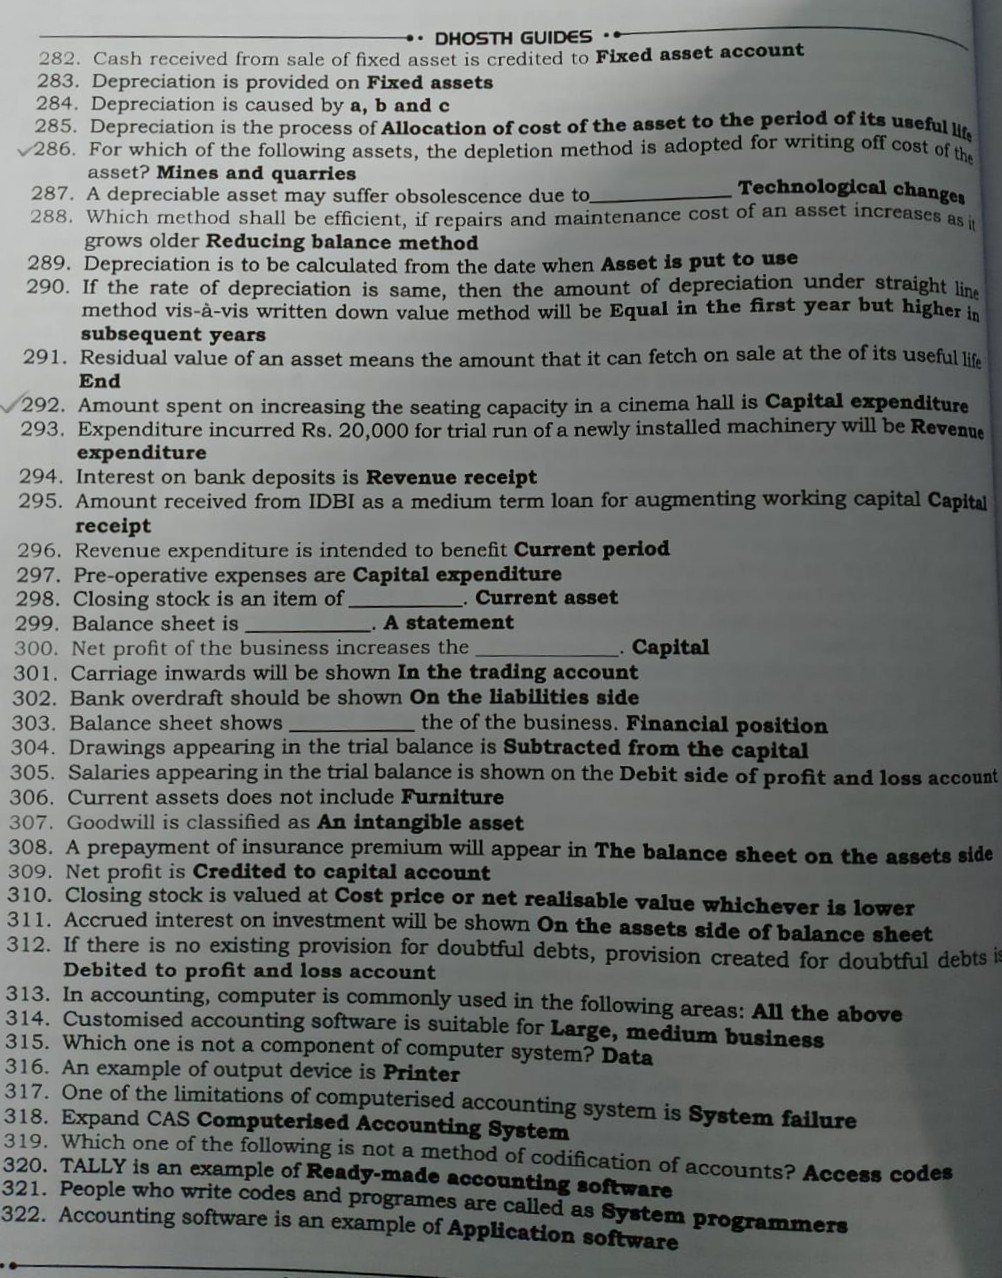 DHOSTH GUIDES
282. Cash received from sale of fixed asset is credited to Fixed asset account
283. Depreciation is provided on Fixed assets
284. Depreciation is caused by a, b and c
285. Depreciation is the process of Allocation of cost of the asset to the period of its useful life
286. For which of the following assets, the depletion method is adopted for writing off cost of the
asset? Mines and quarries
287. A depreciable asset may suffer obsolescence due to____________ Technological changes
288. Which method shall be efficient, if repairs and maintenance cost of an asset increases as it
grows older Reducing balance method
289. Depreciation is to be calculated from the date when Asset is put to use
290. If the rate of depreciation is same, then the amount of depreciation under straight line
method vis-à-vis written down value method will be Equal in the first year but higher in
subsequent years
291. Residual value of an asset means the amount that it can fetch on sale at the of its useful life
End
292. Amount spent on increasing the seating capacity in a cinema hall is Capital expenditure
293. Expenditure incurred Rs. 20,000 for trial run of a newly installed machinery will be Revenue
expenditure
294. Interest on bank deposits is Revenue receipt
295. Amount received from IDBI as a medium term loan for augmenting working capital Capital
receipt
296. Revenue expenditure is intended to benefit Current period
297. Pre-operative expenses are Capital expenditure
298. Closing stock is an item of __________. Current asset
299. Balance sheet is ___________. A statement
300. Net profit of the business increases the ____________. Capital
301. Carriage inwards will be shown In the trading account
302. Bank overdraft should be shown On the liabilities side
303. Balance sheet shows ___________ the of the business. Financial position
304. Drawings appearing in the trial balance is Subtracted from the capital
305. Salaries appearing in the trial balance is shown on the Debit side of profit and loss account
306. Current assets does not include Furniture
307. Goodwill is classified as An intangible asset
308. A prepayment of insurance premium will appear in The balance sheet on the assets side
309. Net profit is Credited to capital account
310. Closing stock is valued at Cost price or net realisable value whichever is lower
311. Accrued interest on investment will be shown On the assets side of balance sheet
312. If there is no existing provision for doubtful debts, provision created for doubtful debts is
Debited to profit and loss account
313. In accounting, computer is commonly used in the following areas: All the above
314. Customised accounting software is suitable for Large, medium business
315. Which one is not a component of computer system? Data
316. An example of output device is Printer
317. One of the limitations of computerised accounting system is System failure
318. Expand CAS Computerised Accounting System
319. Which one of the following is not a method of codification of accounts? Access codes
320. TALLY is an example of Ready-made accounting software
321. People who write codes and programes are called as System programmers
322. Accounting software is an example of Application software